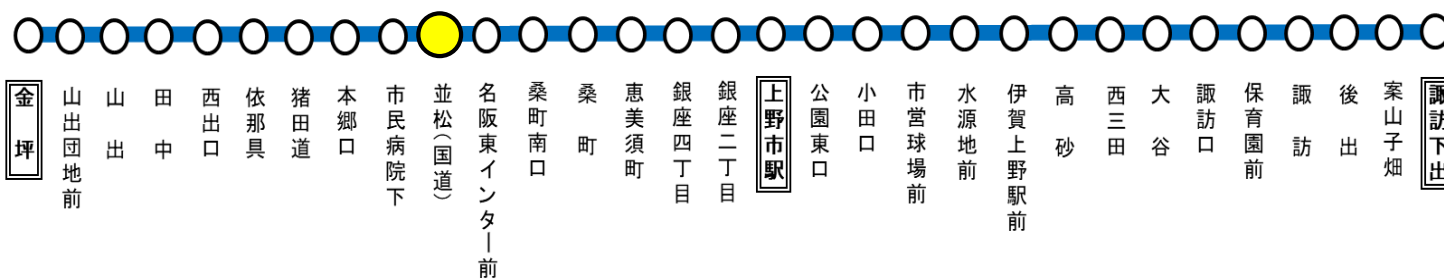 金坪
山出団地前
山出
田中
西出口
依那具
猪田道
本郷口
市民病院下
並松(国道)
名阪東インター前
桑町南口
桑町
恵美須町
銀座四丁目
銀座二丁目
上野市駅
公園東口
小田口
市営球場前
水源地前
伊賀上野駅前
高砂
西三田
大谷
諏訪口
保育園前
諏訪
後出
案山子畑
諏訪下出